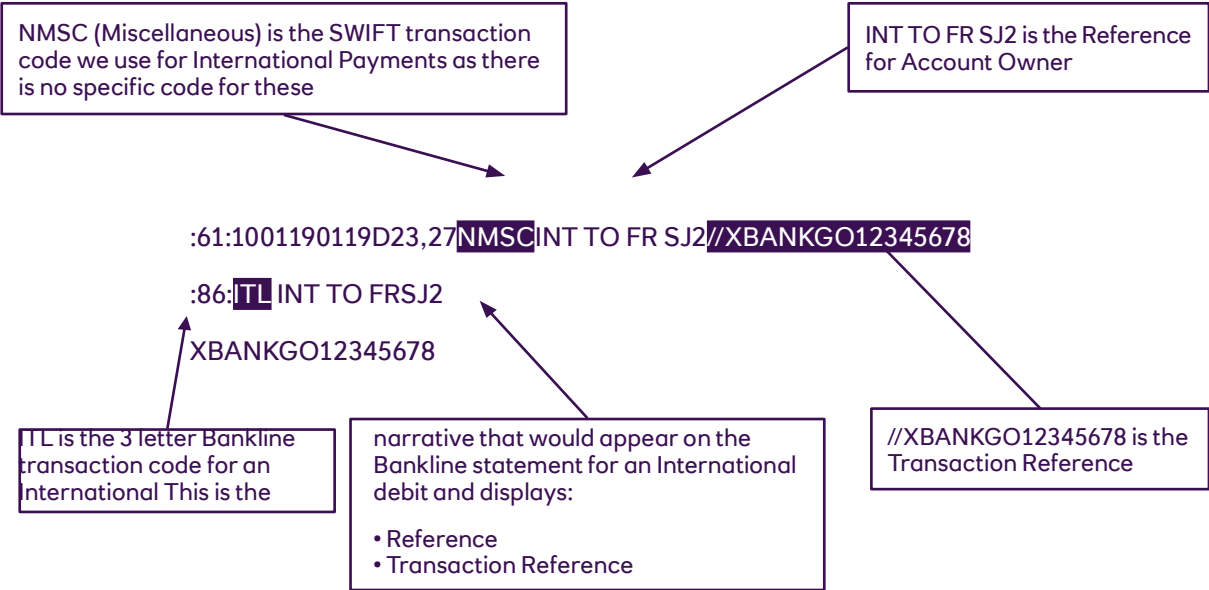 NMSC (Miscellaneous) is the SWIFT transaction
code we use for International Payments as there
is no specific code for these
INT TO FR SJ2 is the Reference
for Account Owner
:61:1001190119D23,27NMSCINT TO FR SJ2//XBANKGO12345678
:86:ITL INT TO FRSJ2
XBANKGO12345678
ITL is the 3 letter Bankline
transaction code for an
International This is the
narrative that would appear on the
Bankline statement for an International
debit and displays:
• Reference
• Transaction Reference
//XBANKGO12345678 is the
Transaction Reference